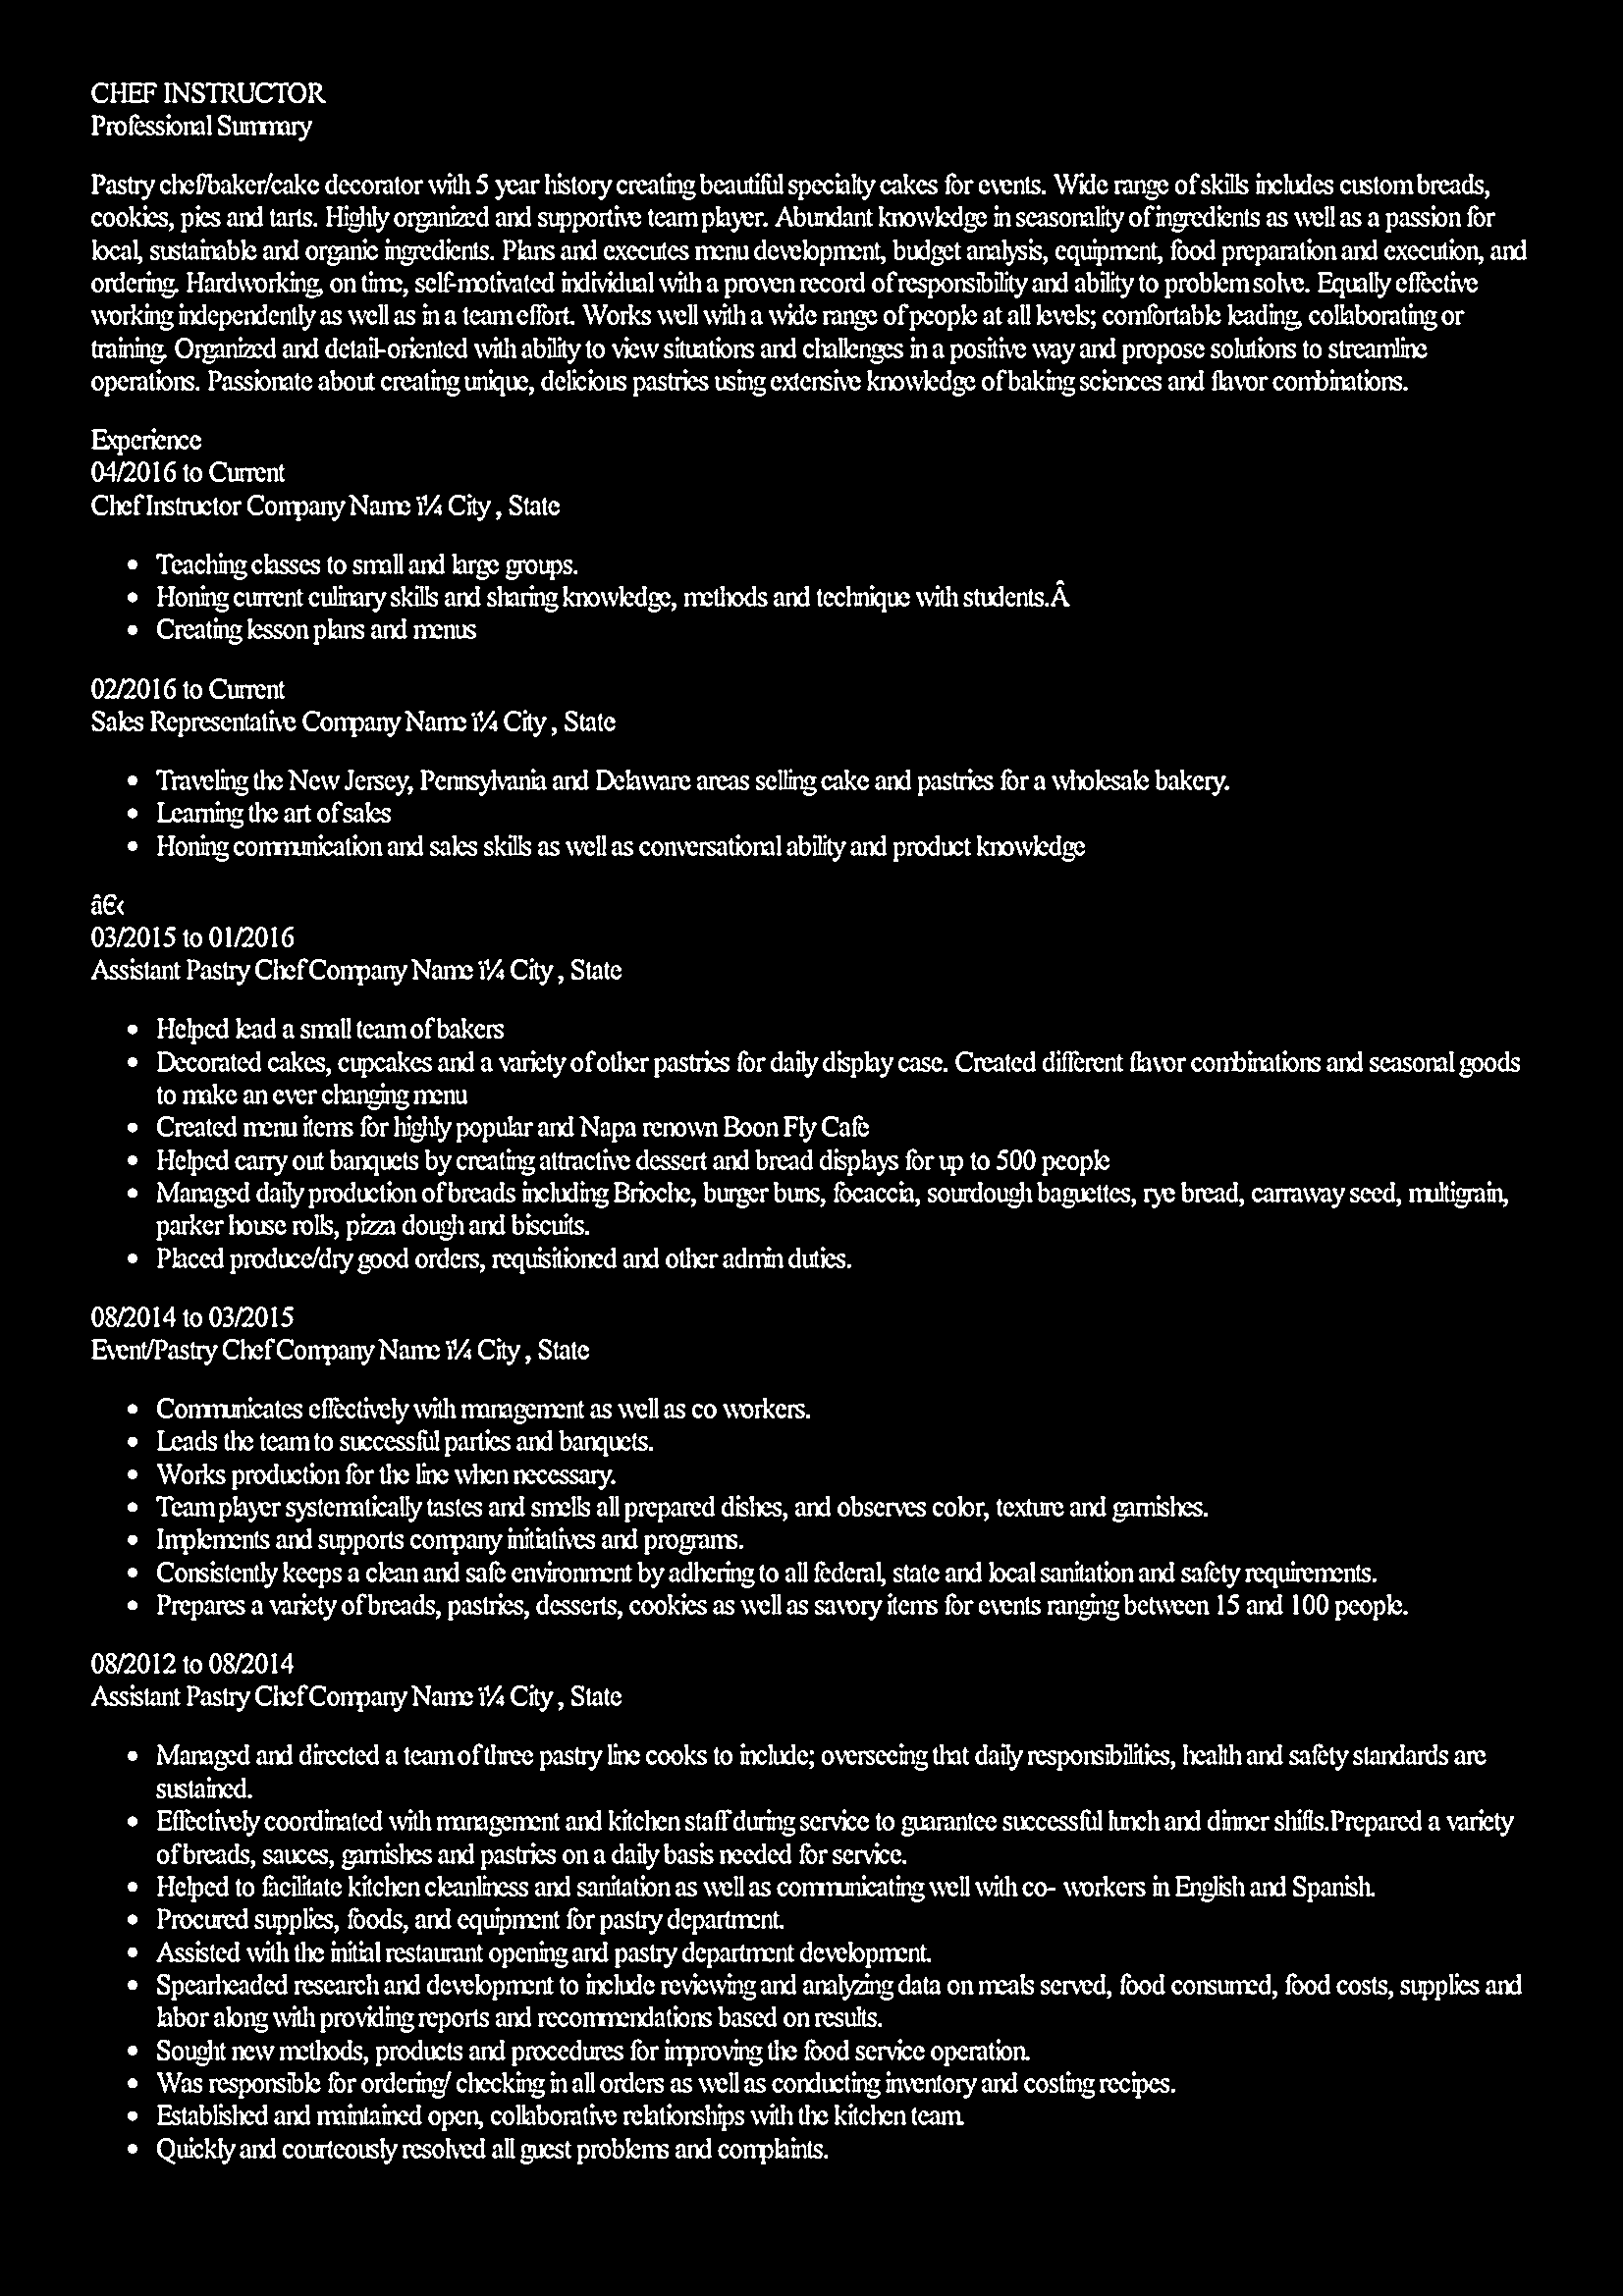 CHEF INSTRUCTOR
Professional Summary
Pastry chef/baker/cake decorator with 5 year history creating beautiful specialty cakes for events. Wide range of skills includes custom breads,
cookies, pies and tarts. Highly organized and supportive team player. Abundant knowledge in seasonality of ingredients as well as a passion for
local, sustainable and organic ingredients. Plans and executes menu development, budget analysis, equipment, food preparation and execution, and
ordering. Hardworking, on time, self-motivated individual with a proven record of responsibility and ability to problem solve. Equally effective
working independently as well as in a team effort. Works well with a wide range of people at all levels; comfortable leading, collaborating or
training. Organized and detail-oriented with ability to view situations and challenges in a positive way and propose solutions to streamline
operations. Passionate about creating unique, delicious pastries using extensive knowledge of baking sciences and flavor combinations.
Experience
04/2016 to Current
Chef Instructor Company Name ï¼ City , State
• Teaching classes to small and large groups.
• Honing current culinary skills and sharing knowledge, methods and technique with students.Â
• Creating lesson plans and menus
02/2016 to Current
Sales Representative Company Name ï¼ City , State
• Traveling the New Jersey, Pennsylvania and Delaware areas selling cake and pastries for a wholesale bakery.
• Learning the art of sales
• Honing communication and sales skills as well as conversational ability and product knowledge
â€‹
03/2015 to 01/2016
Assistant Pastry Chef Company Name ï¼ City , State
• Helped lead a small team of bakers
• Decorated cakes, cupcakes and a variety of other pastries for daily display case. Created different flavor combinations and seasonal goods
to make an ever changing menu
• Created menu items for highly popular and Napa renown Boon Fly Cafe
• Helped carry out banquets by creating attractive dessert and bread displays for up to 500 people
• Managed daily production of breads including Brioche, burger buns, focaccia, sourdough baguettes, rye bread, carraway seed, multigrain,
parker house rolls, pizza dough and biscuits.
• Placed produce/dry good orders, requisitioned and other admin duties.
08/2014 to 03/2015
Event/Pastry Chef Company Name ï¼ City , State
• Communicates effectively with management as well as co workers.
• Leads the team to successful parties and banquets.
• Works production for the line when necessary.
• Team player systematically tastes and smells all prepared dishes, and observes color, texture and garnishes.
• Implements and supports company initiatives and programs.
• Consistently keeps a clean and safe environment by adhering to all federal, state and local sanitation and safety requirements.
• Prepares a variety of breads, pastries, desserts, cookies as well as savory items for events ranging between 15 and 100 people.
08/2012 to 08/2014
Assistant Pastry Chef Company Name ï¼ City , State
• Managed and directed a team of three pastry line cooks to include; overseeing that daily responsibilities, health and safety standards are
sustained.
• Effectively coordinated with management and kitchen staff during service to guarantee successful lunch and dinner shifts.Prepared a variety
of breads, sauces, garnishes and pastries on a daily basis needed for service.
• Helped to facilitate kitchen cleanliness and sanitation as well as communicating well with co- workers in English and Spanish.
• Procured supplies, foods, and equipment for pastry department.
• Assisted with the initial restaurant opening and pastry department development.
• Spearheaded research and development to include reviewing and analyzing data on meals served, food consumed, food costs, supplies and
labor along with providing reports and recommendations based on results.
• Sought new methods, products and procedures for improving the food service operation.
• Was responsible for ordering/ checking in all orders as well as conducting inventory and costing recipes.
• Established and maintained open, collaborative relationships with the kitchen team.
• Quickly and courteously resolved all guest problems and complaints.